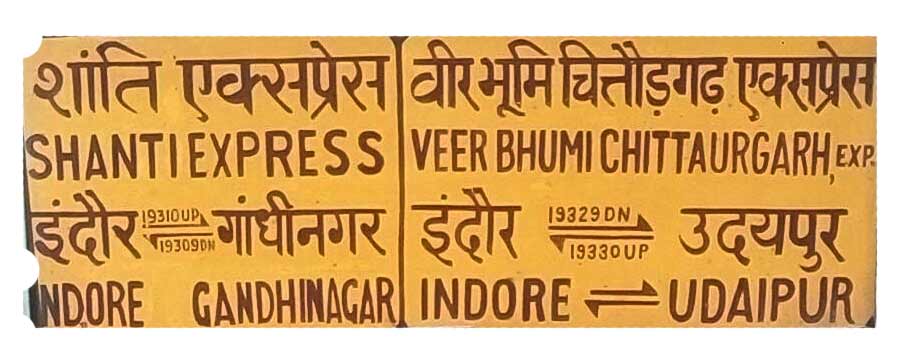 शांति एक्सप्रेस
SHANTI EXPRESS
इंदौर 19310 UP गांधीनगर
19309 DN
INDORE GANDHINAGAR
वीर भूमि चित्तौड़गढ़ एक्सप्रेस
VEER BHUMI CHITTAURGARH, EXP.
इंदौर 19329 DN उदयपुर
19330 UP
INDORE ⇌ UDAIPUR